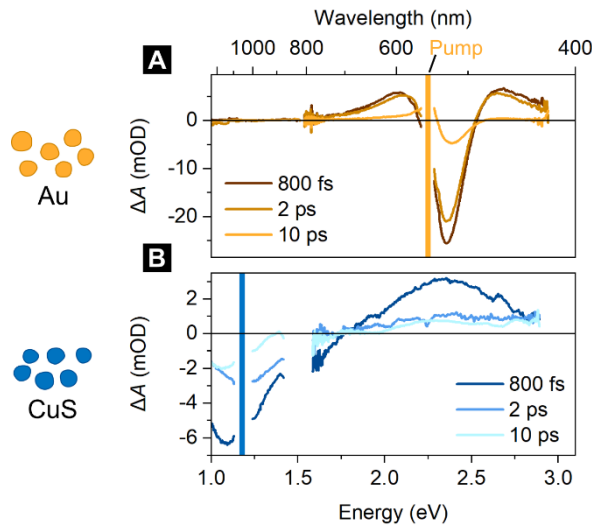 Wavelength (nm)
1000 800 600 400
Pump
A
0
-10
-20
ΔA (mOD)
800 fs
2 ps
10 ps
Au
B
2
0
-2
-4
-6
ΔA (mOD)
800 fs
2 ps
10 ps
CuS
1.0 1.5 2.0 2.5 3.0
Energy (eV)